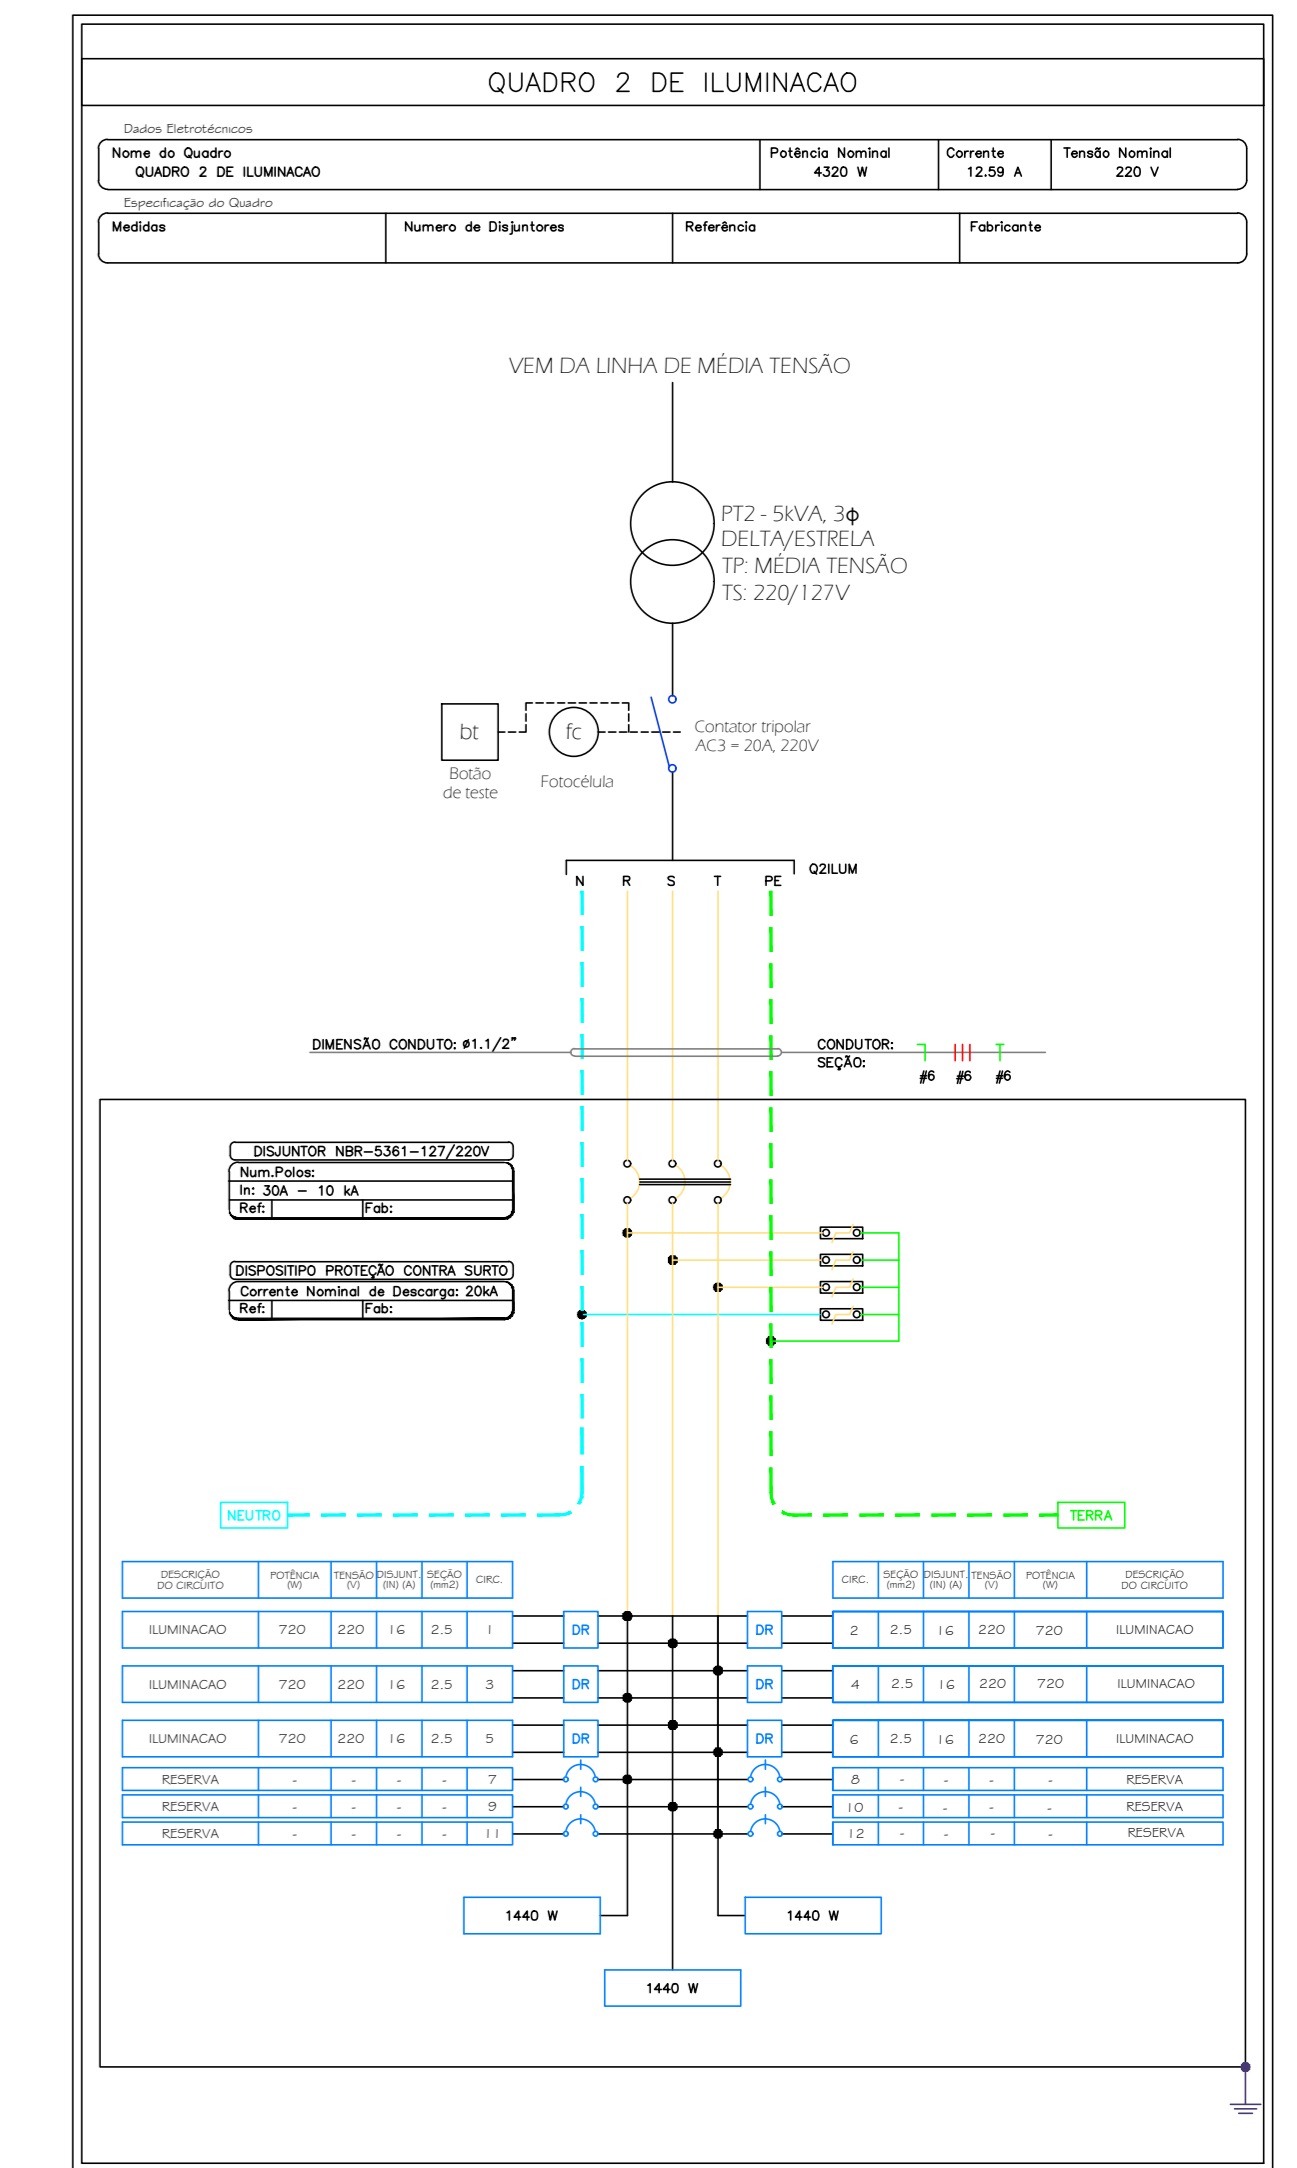 QUADRO 2 DE ILUMINACAO
Dados Eletrotécnicos
Nome do Quadro Potência Nominal Corrente Tensão Nominal
QUADRO 2 DE ILUMINACAO 4320 W 12.59 A 220 V
Especificação do Quadro
Medidas Numero de Disjuntores Referência Fabricante
VEM DA LINHA DE MÉDIA TENSÃO
PT2 - 5kVA, 3ϕ
DELTA/ESTRELA
TP: MÉDIA TENSÃO
TS: 220/127V
bt fc Contator tripolar
AC3 = 20A, 220V
Botão
de teste
Fotocélula
Q2ILUM
N R S T PE
DIMENSÃO CONDUTO: ø1.1/2" CONDUTOR:
SEÇÃO:
#6 #6 #6
DISJUNTOR NBR-5361-127/220V
Num.Polos:
In: 30A - 10 kA
Ref: Fab:
DISPOSITIPO PROTEÇÃO CONTRA SURTO
Corrente Nominal de Descarga: 20kA
Ref: Fab:
NEUTRO TERRA
DESCRIÇÃO DO CIRCUITO POTÊNCIA (W) TENSÃO (V) DISJUNT. (IN) (A) SEÇÃO (mm2) CIRC. CIRC. SEÇÃO (mm2) DISJUNT. (IN) (A) TENSÃO (V) POTÊNCIA (W) DESCRIÇÃO DO CIRCUITO
ILUMINACAO 720 220 16 2.5 1 DR DR 2 2.5 16 220 720 ILUMINACAO
ILUMINACAO 720 220 16 2.5 3 DR DR 4 2.5 16 220 720 ILUMINACAO
ILUMINACAO 720 220 16 2.5 5 DR DR 6 2.5 16 220 720 ILUMINACAO
RESERVA - - - - 7 8 - - - - RESERVA
RESERVA - - - - 9 10 - - - - RESERVA
RESERVA - - - - 11 12 - - - - RESERVA
1440 W 1440 W
1440 W